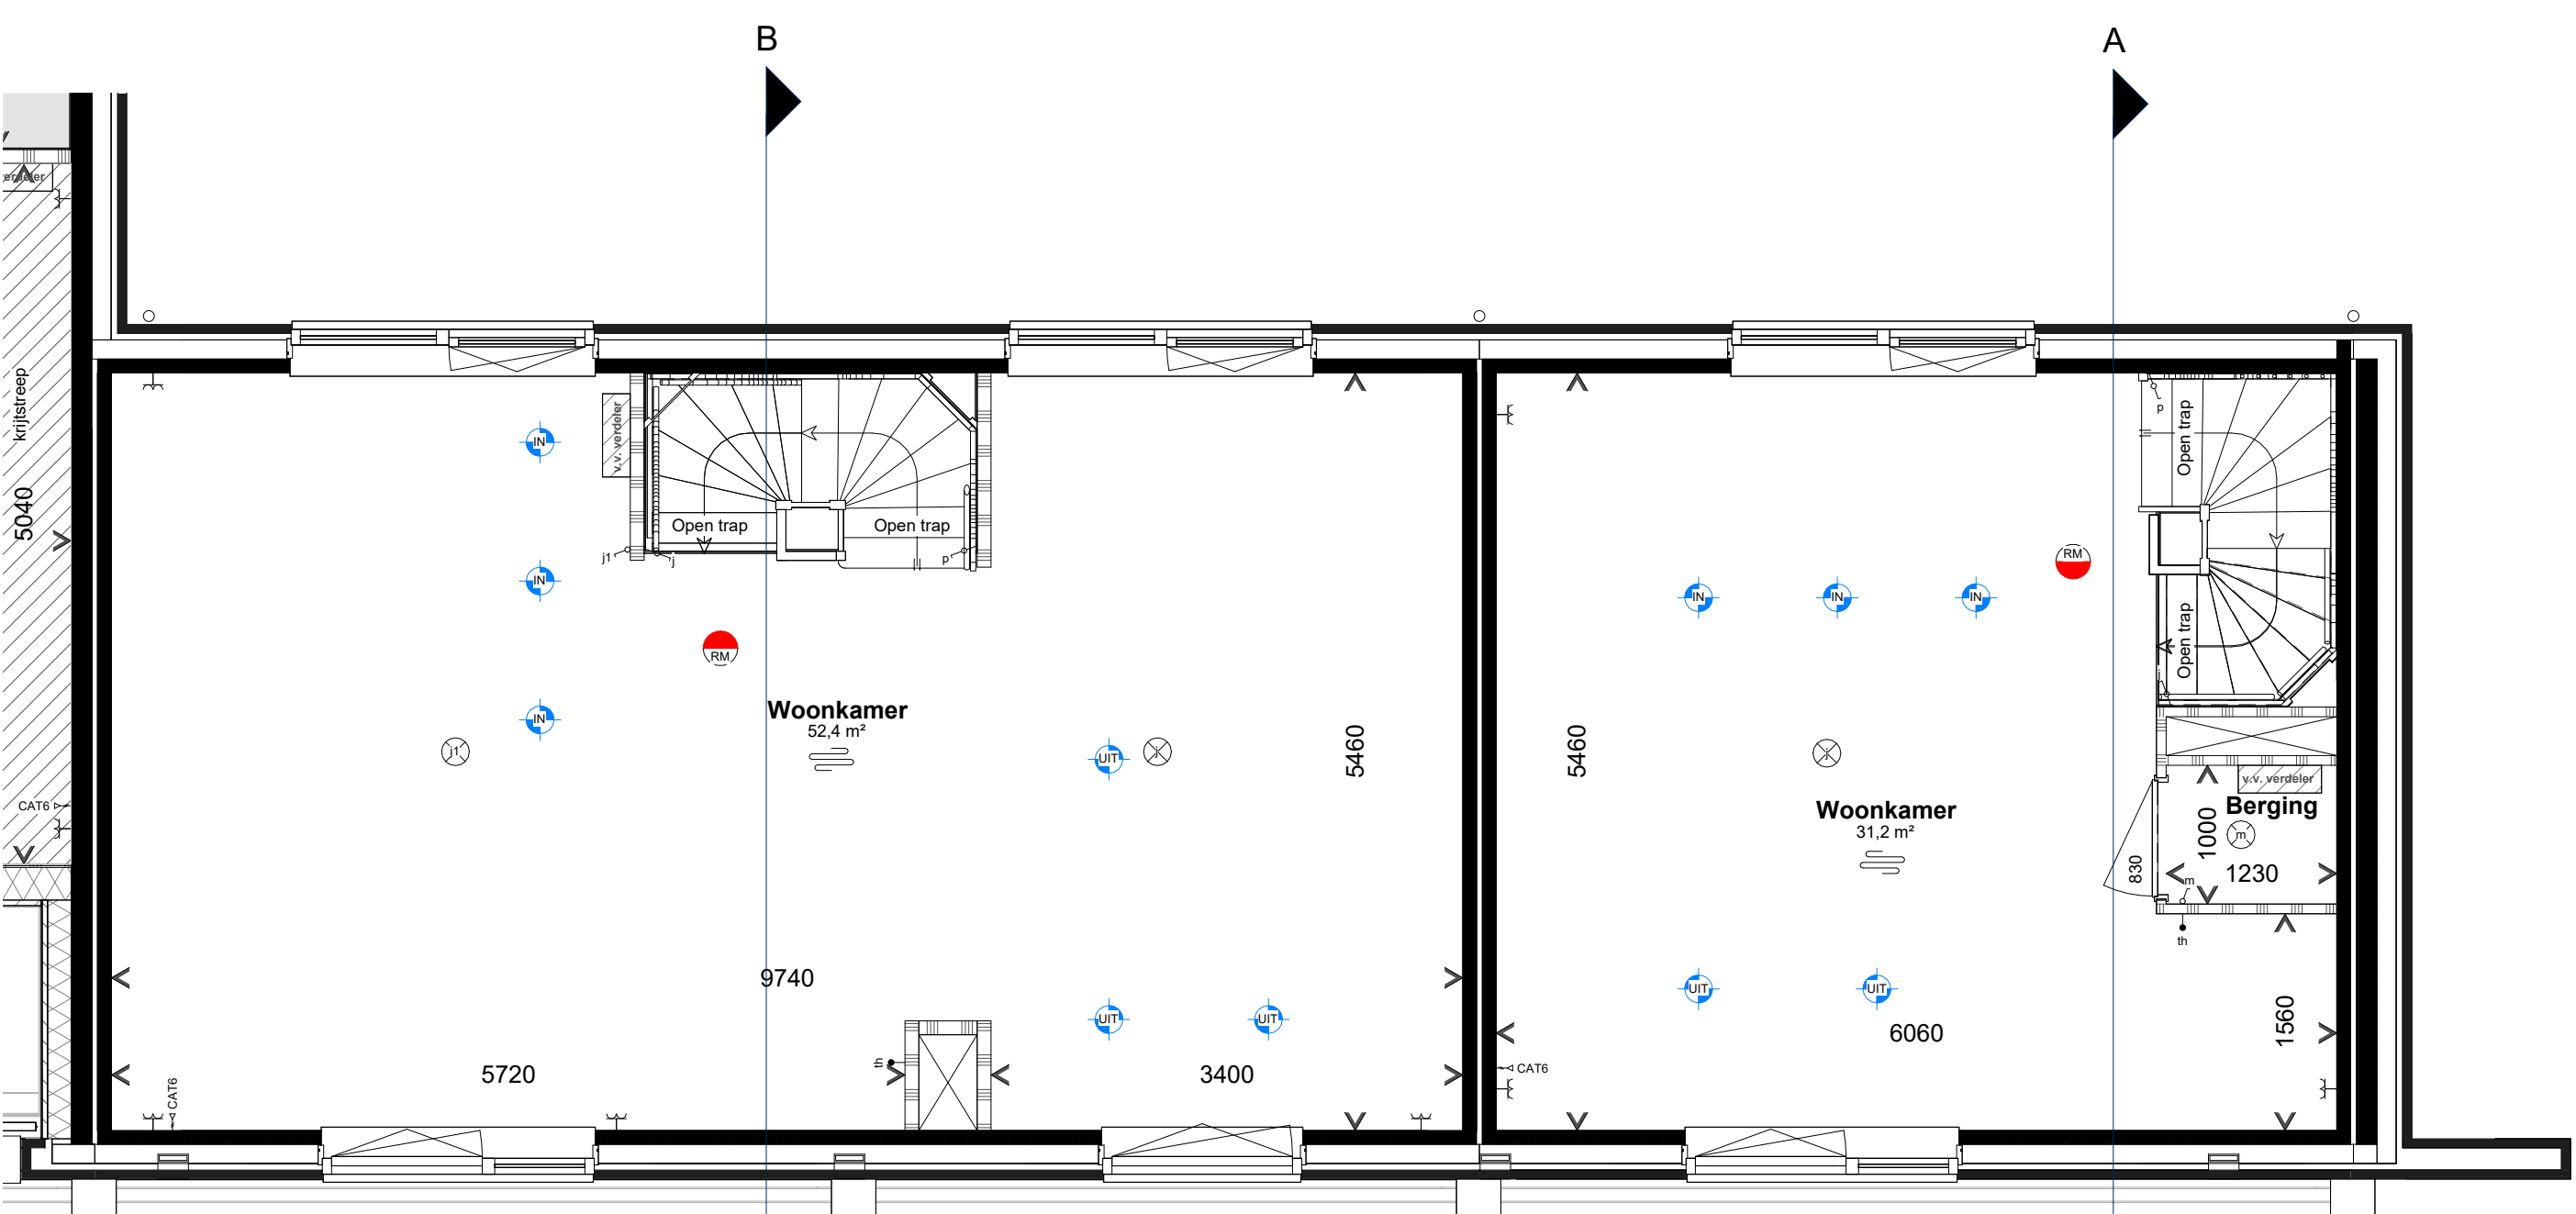 B
A
verdeler
krijtstreep
5040
CAT6
v.v. verdeler
Open trap
Open trap
j1
j
p
IN
IN
IN
RM
Woonkamer
52,4 m²
j1
UIT
j
5460
9740
UIT
UIT
th
5720
3400
CAT6
p
Open trap
Open trap
RM
IN
IN
IN
5460
j
Woonkamer
31,2 m²
v.v. verdeler
Berging
m
1000
830
1230
m
th
UIT
UIT
6060
1560
CAT6